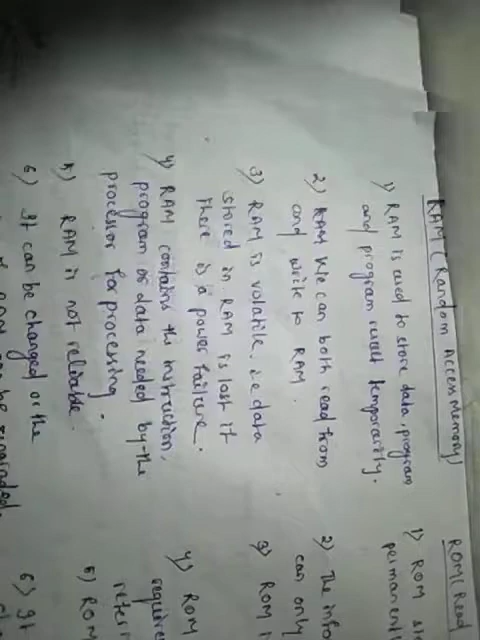 RAM (Random Access Memory)
1) RAM is used to store data, program
and program result temporarily.
2) We can both read from
and write to RAM.
3) RAM is volatile. i.e data
stored in RAM is lost if
there is a power failure.
4) RAM contains the instruction,
program or data needed by the
processor for processing.
5) RAM is not reliable.
6) It can be changed or the
ROM (Read
1) ROM
permanent
2) The info
can only
3) ROM
4) ROM
5) ROM
6) It